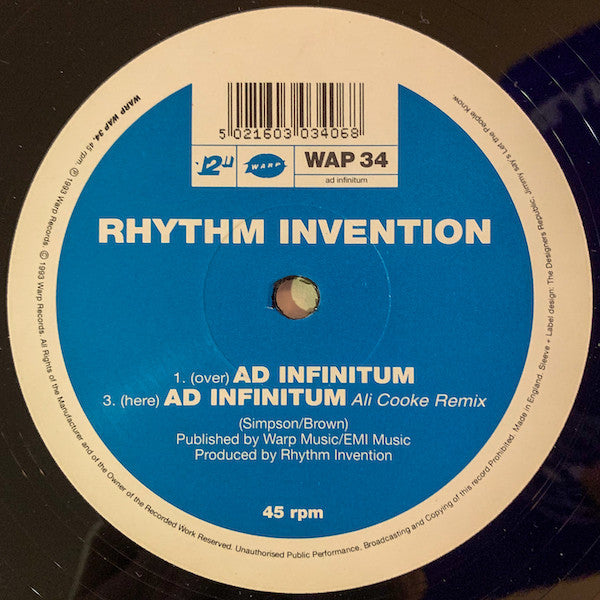 5 021603 034068
12"
WARP
WAP 34
ad infinitum
RHYTHM INVENTION
1. (over) AD INFINITUM
3. (here) AD INFINITUM Ali Cooke Remix
(Simpson/Brown)
Published by Warp Music/EMI Music
Produced by Rhythm Invention
45 rpm
WARP WAP 34. 45 rpm. ℗ 1993 Warp Records. © 1993 Warp Records. All Rights of the Manufacturer and of the Owner of the Recorded Work Reserved. Unauthorised Public Performance, Broadcasting and Copying of this record Prohibited. Made in England. Sleeve + Label design: The Designers Republic. Jimmy say's Let the People Know.